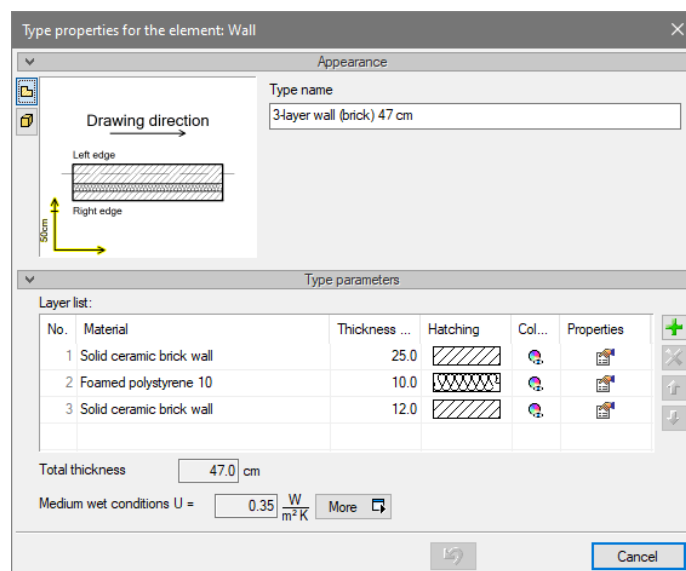 Type properties for the element: Wall
Appearance
Type name
3-layer wall (brick) 47 cm
Drawing direction
Left edge
Right edge
50cm
Type parameters
Layer list:
No. Material Thickness ... Hatching Col... Properties
1 Solid ceramic brick wall 25.0
2 Foamed polystyrene 10 10.0
3 Solid ceramic brick wall 12.0
Total thickness 47.0 cm
Medium wet conditions U = 0.35 W/m² K More
Cancel